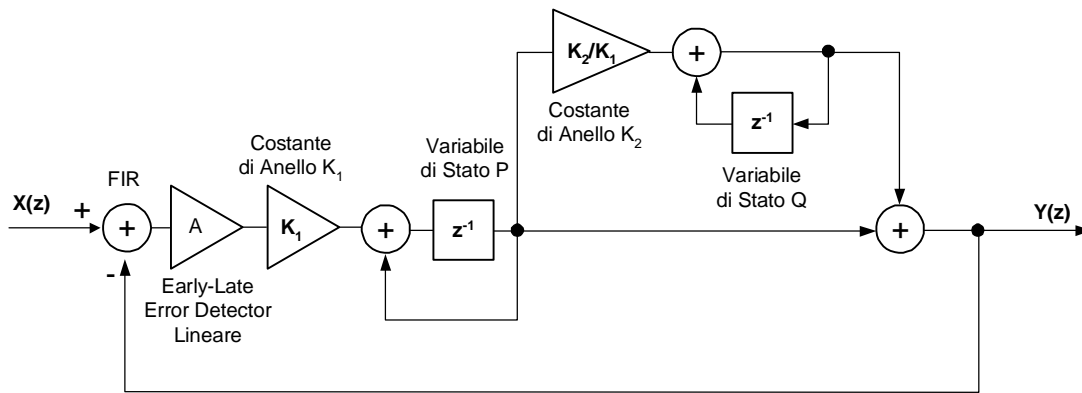 K2/K1
+
Costante
di Anello K2
z-1
Variabile
di Stato Q
Variabile
di Stato P
Costante
di Anello K1
FIR
X(z)
+
+
A
K1
+
z-1
+
Y(z)
-
Early-Late
Error Detector
Lineare